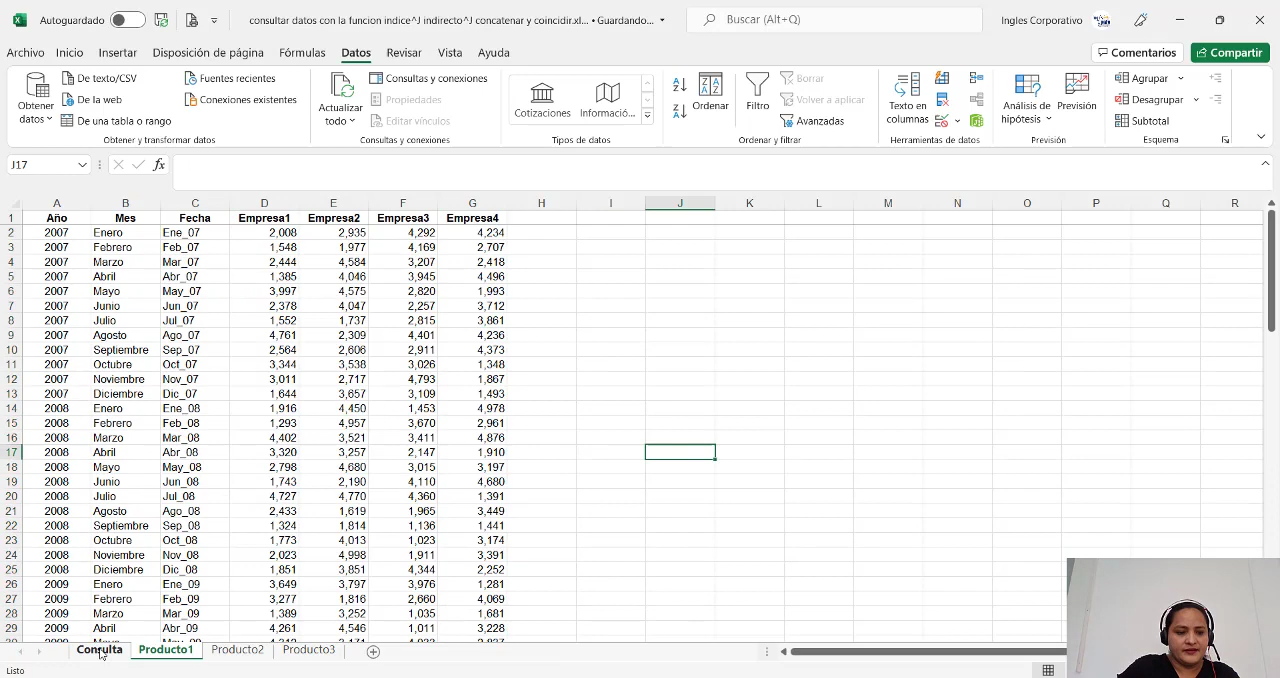 Autoguardado consultar datos con la funcion indice^J indirecto^J concatenar y coincidir.xl... • Guardando... Buscar (Alt+Q) Ingles Corporativo
Archivo Inicio Insertar Disposición de página Fórmulas Datos Revisar Vista Ayuda Comentarios Compartir
Obtener datos
De texto/CSV
De la web
De una tabla o rango
Fuentes recientes
Conexiones existentes
Obtener y transformar datos
Actualizar todo
Consultas y conexiones
Propiedades
Editar vínculos
Consultas y conexiones
Cotizaciones Informació...
Tipos de datos
Ordenar
Filtro
Borrar
Volver a aplicar
Avanzadas
Ordenar y filtrar
Texto en columnas
Herramientas de datos
Análisis de hipótesis
Previsión
Previsión
Agrupar
Desagrupar
Subtotal
Esquema
J17 fx
A B C D E F G H I J K L M N O P Q R
1 Año Mes Fecha Empresa1 Empresa2 Empresa3 Empresa4
2 2007 Enero Ene_07 2,008 2,935 4,292 4,234
3 2007 Febrero Feb_07 1,548 1,977 4,169 2,707
4 2007 Marzo Mar_07 2,444 4,584 3,207 2,418
5 2007 Abril Abr_07 1,385 4,046 3,945 4,496
6 2007 Mayo May_07 3,997 4,575 2,820 1,993
7 2007 Junio Jun_07 2,378 4,047 2,257 3,712
8 2007 Julio Jul_07 1,552 1,737 2,815 3,861
9 2007 Agosto Ago_07 4,761 2,309 4,401 4,236
10 2007 Septiembre Sep_07 2,564 2,606 2,911 4,373
11 2007 Octubre Oct_07 3,344 3,538 3,026 1,348
12 2007 Noviembre Nov_07 3,011 2,717 4,793 1,867
13 2007 Diciembre Dic_07 1,644 3,657 3,109 1,493
14 2008 Enero Ene_08 1,916 4,450 1,453 4,978
15 2008 Febrero Feb_08 1,293 4,957 3,670 2,961
16 2008 Marzo Mar_08 4,402 3,521 3,411 4,876
17 2008 Abril Abr_08 3,320 3,257 2,147 1,910
18 2008 Mayo May_08 2,798 4,680 3,015 3,197
19 2008 Junio Jun_08 1,743 2,190 4,110 4,680
20 2008 Julio Jul_08 4,727 4,770 4,360 1,391
21 2008 Agosto Ago_08 2,433 1,619 1,965 3,449
22 2008 Septiembre Sep_08 1,324 1,814 1,136 1,441
23 2008 Octubre Oct_08 1,773 4,013 1,023 3,174
24 2008 Noviembre Nov_08 2,023 4,998 1,911 3,391
25 2008 Diciembre Dic_08 1,851 3,851 4,344 2,252
26 2009 Enero Ene_09 3,649 3,797 3,976 1,281
27 2009 Febrero Feb_09 3,277 1,816 2,660 4,069
28 2009 Marzo Mar_09 1,389 3,252 1,035 1,681
29 2009 Abril Abr_09 4,261 4,546 1,011 3,228
Consulta Producto1 Producto2 Producto3
Listo